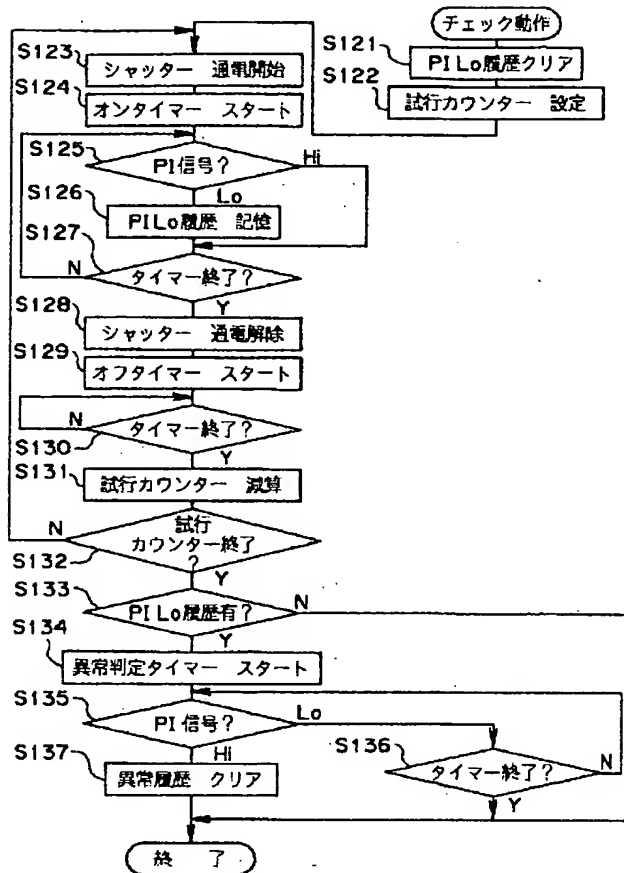 チェック動作
S121
PI Lo履歴クリア
S122
試行カウンター 設定
S123
シャッター 通電開始
S124
オンタイマー スタート
S125
PI信号?
Hi
Lo
S126
PI Lo履歴 記憶
S127
タイマー終了?
N
Y
S128
シャッター 通電解除
S129
オフタイマー スタート
S130
タイマー終了?
N
Y
S131
試行カウンター 減算
S132
試行
カウンター終了
?
N
Y
S133
PI Lo履歴有?
N
Y
S134
異常判定タイマー スタート
S135
PI信号?
Lo
Hi
S136
タイマー終了?
N
Y
S137
異常履歴 クリア
終 了